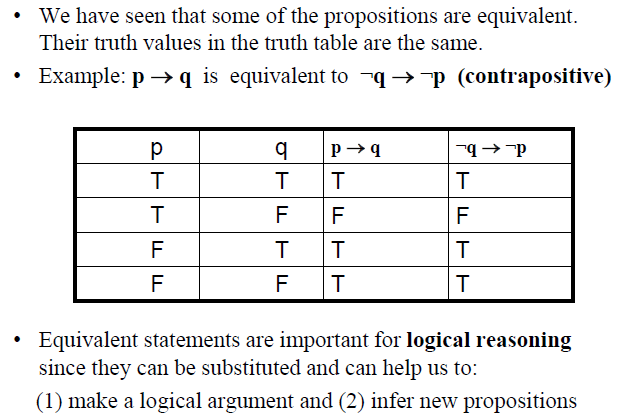 • We have seen that some of the propositions are equivalent.
Their truth values in the truth table are the same.
• Example: p → q is equivalent to ¬q → ¬p (contrapositive)
p q p → q ¬q → ¬p
T T T T
T F F F
F T T T
F F T T
• Equivalent statements are important for logical reasoning
since they can be substituted and can help us to:
(1) make a logical argument and (2) infer new propositions